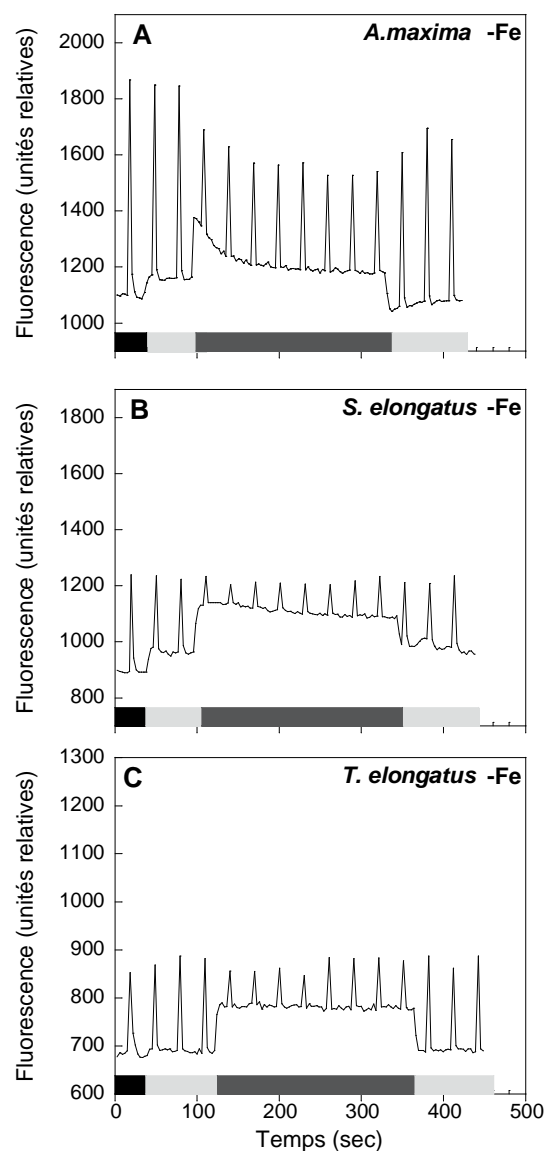 A
A.maxima -Fe
Fluorescence (unités relatives)
2000
1800
1600
1400
1200
1000
B
S. elongatus -Fe
Fluorescence (unités relatives)
1800
1600
1400
1200
1000
800
C
T. elongatus -Fe
Fluorescence (unités relatives)
1300
1200
1100
1000
900
800
700
600
0 100 200 300 400 500
Temps (sec)